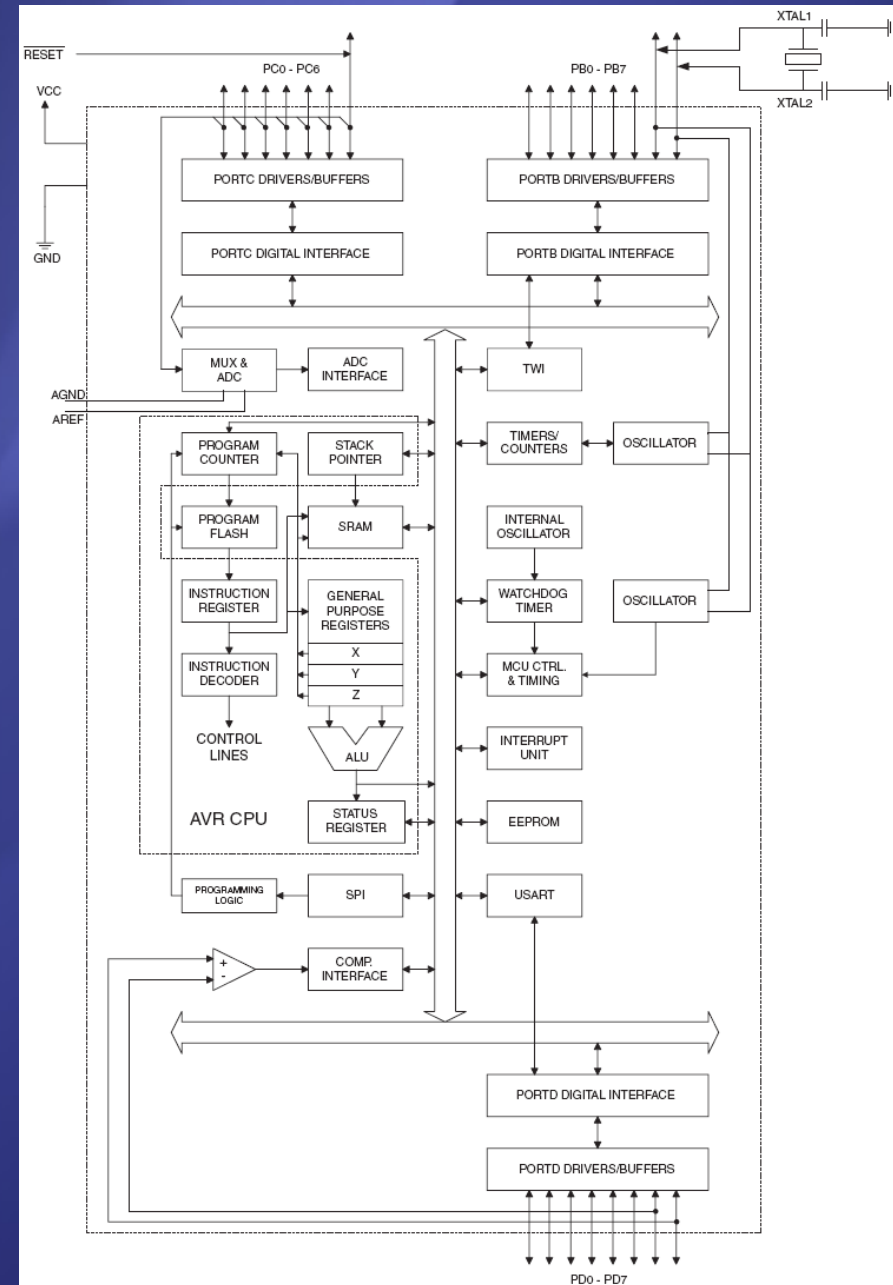 XTAL1
RESET
PC0 - PC6
PB0 - PB7
VCC
XTAL2
PORTC DRIVERS/BUFFERS
PORTB DRIVERS/BUFFERS
PORTC DIGITAL INTERFACE
PORTB DIGITAL INTERFACE
GND
MUX &
ADC
ADC
INTERFACE
TWI
AGND
AREF
PROGRAM
COUNTER
STACK
POINTER
TIMERS/
COUNTERS
OSCILLATOR
PROGRAM
FLASH
SRAM
INTERNAL
OSCILLATOR
INSTRUCTION
REGISTER
GENERAL
PURPOSE
REGISTERS
WATCHDOG
TIMER
OSCILLATOR
X
INSTRUCTION
DECODER
Y
MCU CTRL.
& TIMING
Z
CONTROL
LINES
ALU
INTERRUPT
UNIT
AVR CPU
STATUS
REGISTER
EEPROM
PROGRAMMING
LOGIC
SPI
USART
+
-
COMP.
INTERFACE
PORTD DIGITAL INTERFACE
PORTD DRIVERS/BUFFERS
PD0 - PD7